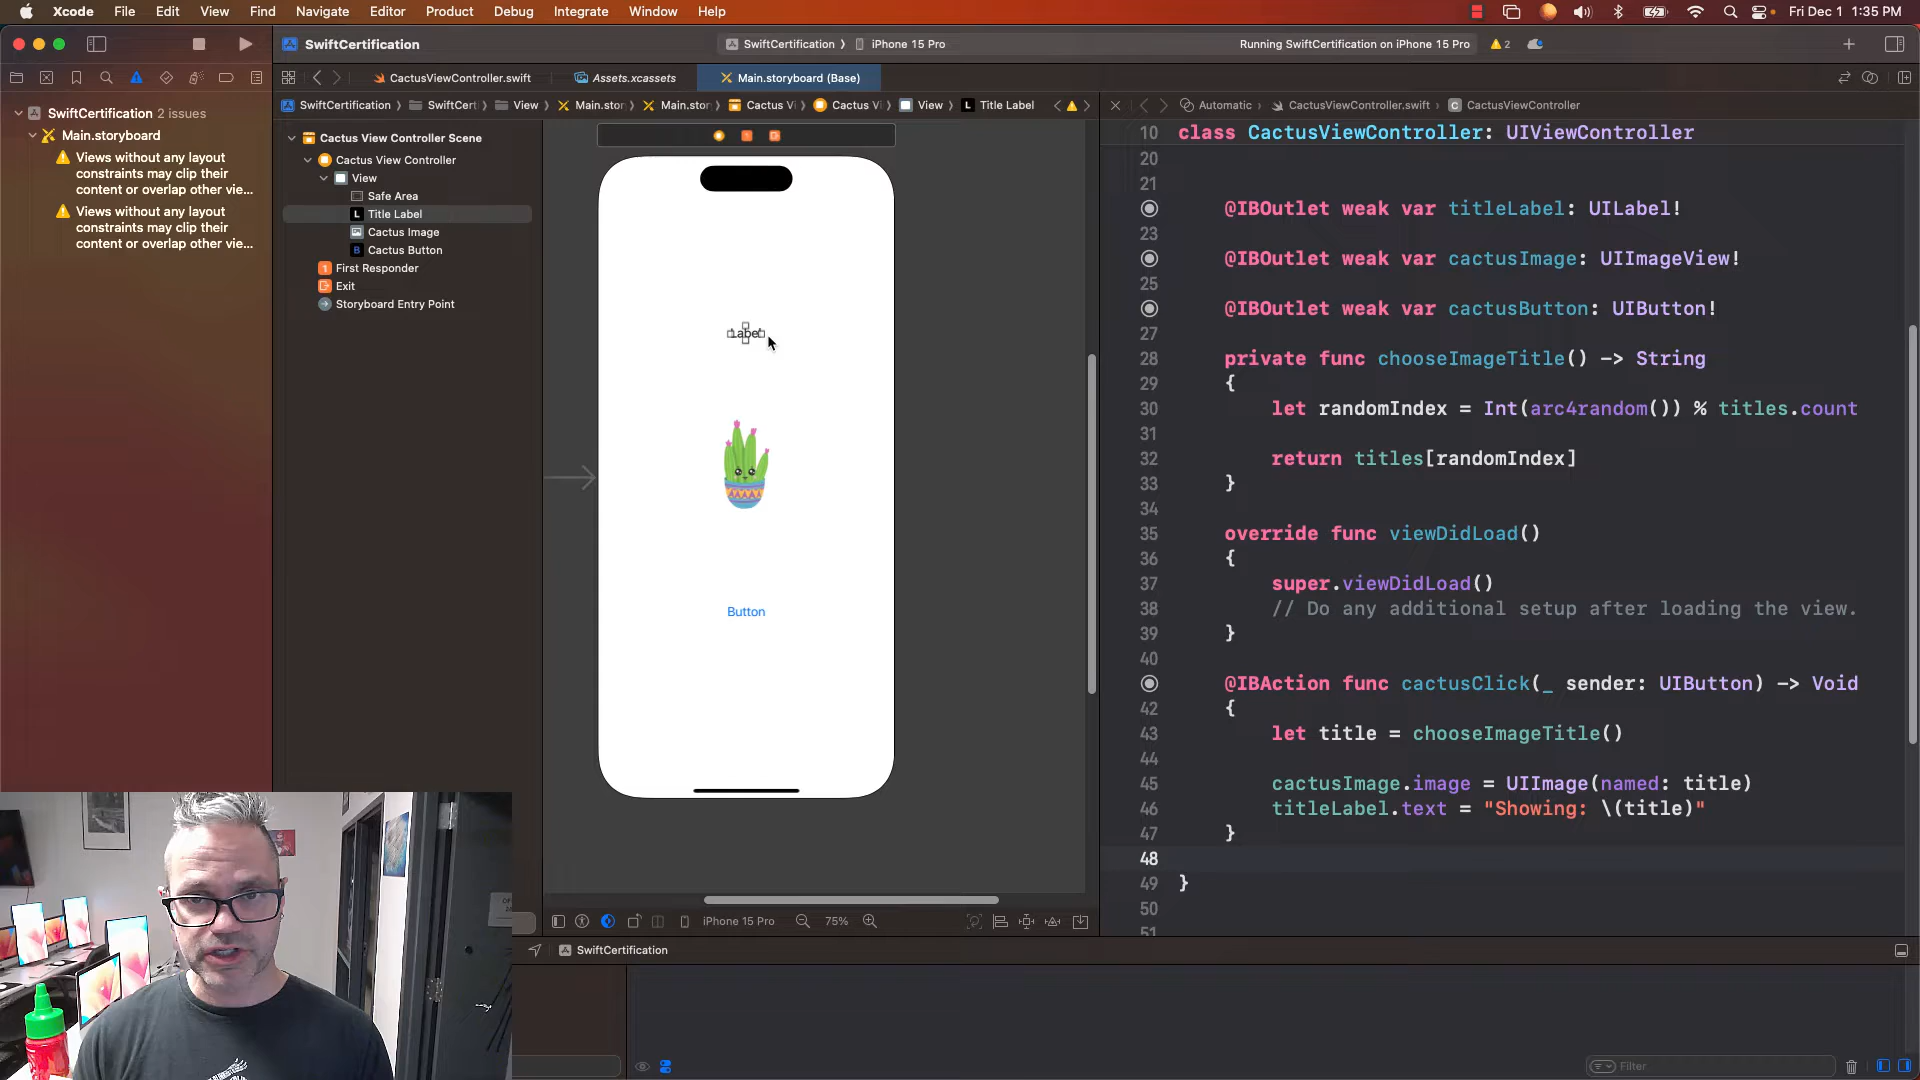 Xcode File Edit View Find Navigate Editor Product Debug Integrate Window Help
Fri Dec 1 1:35 PM
SwiftCertification
SwiftCertification iPhone 15 Pro
Running SwiftCertification on iPhone 15 Pro 2
CactusViewController.swift Assets.xcassets Main.storyboard (Base)
SwiftCertification SwiftCert View Main.stor Main.stor Cactus Vi Cactus Vi View L Title Label
Automatic CactusViewController.swift C CactusViewController
SwiftCertification 2 issues
Main.storyboard
Views without any layout
constraints may clip their
content or overlap other vie...
Views without any layout
constraints may clip their
content or overlap other vie...
Cactus View Controller Scene
Cactus View Controller
View
Safe Area
L Title Label
Cactus Image
B Cactus Button
1 First Responder
Exit
Storyboard Entry Point
Label
Button
10 class CactusViewController: UIViewController
20
21
@IBOutlet weak var titleLabel: UILabel!
23
@IBOutlet weak var cactusImage: UIImageView!
25
@IBOutlet weak var cactusButton: UIButton!
27
28 private func chooseImageTitle() -> String
29 {
30 let randomIndex = Int(arc4random()) % titles.count
31
32 return titles[randomIndex]
33 }
34
35 override func viewDidLoad()
36 {
37 super.viewDidLoad()
38 // Do any additional setup after loading the view.
39 }
40
@IBAction func cactusClick(_ sender: UIButton) -> Void
42 {
43 let title = chooseImageTitle()
44
45 cactusImage.image = UIImage(named: title)
46 titleLabel.text = "Showing: \(title)"
47 }
48
49 }
50
51
iPhone 15 Pro 75%
SwiftCertification
Filter